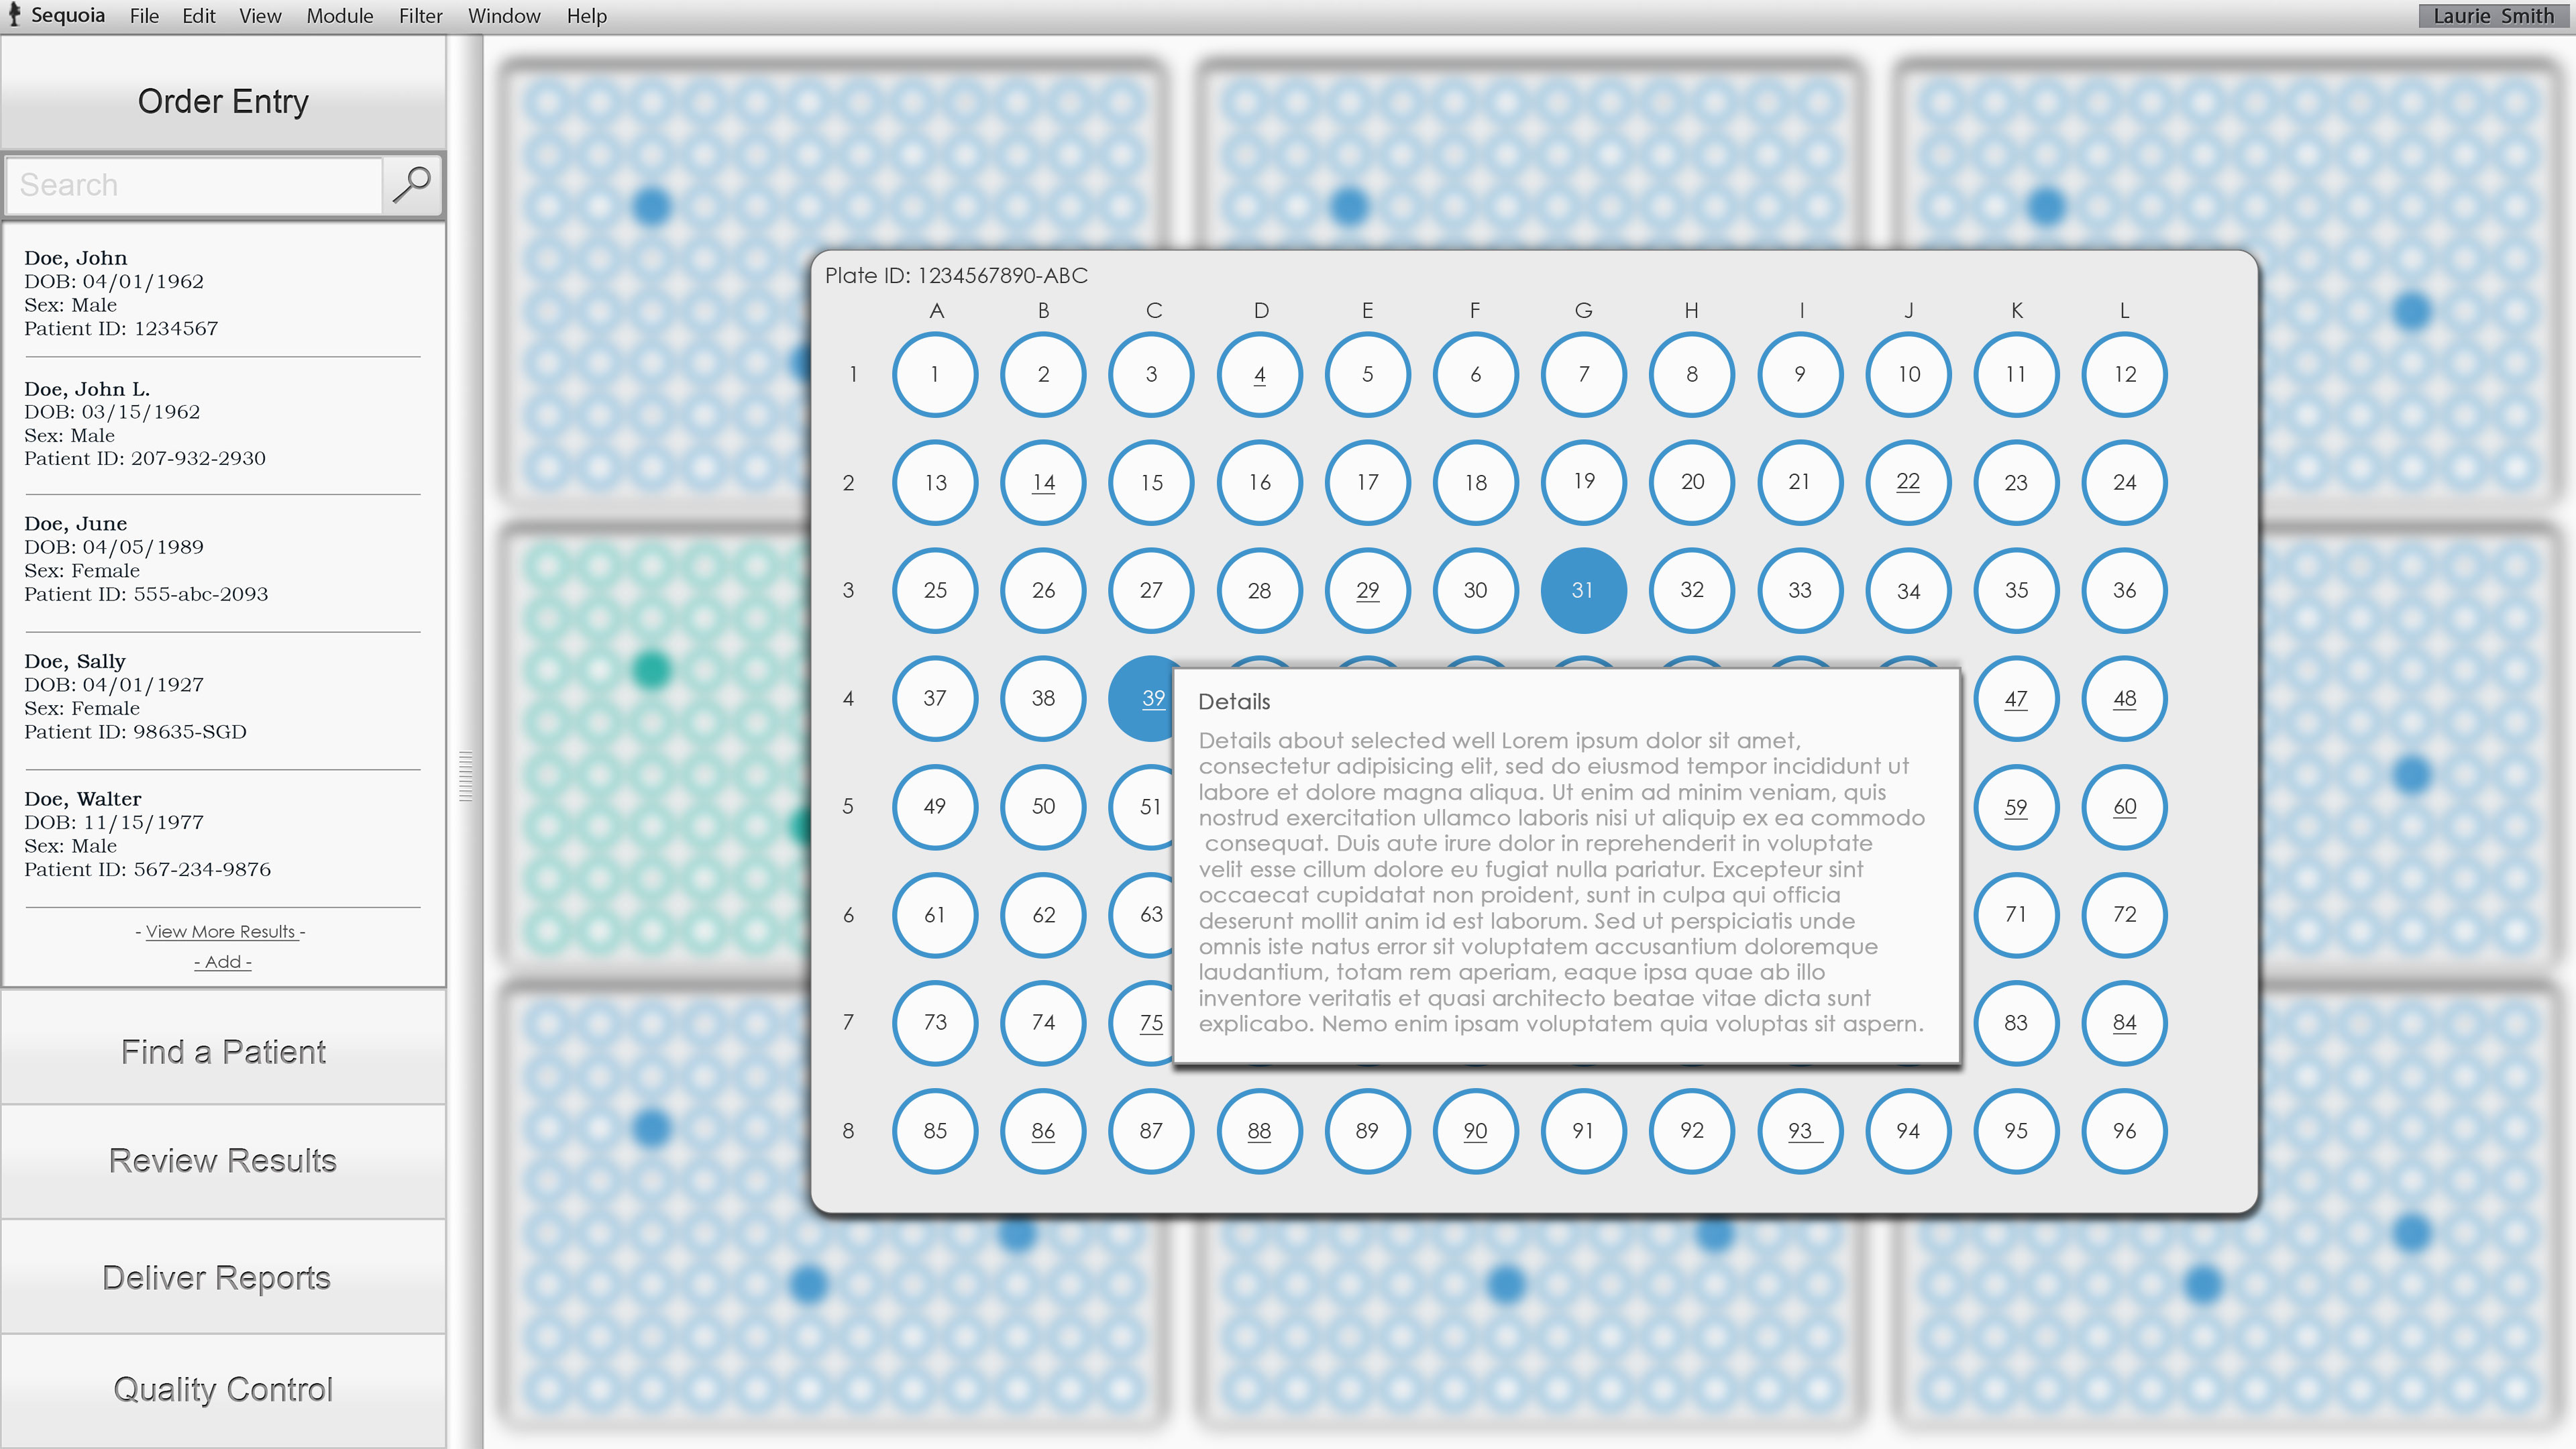 Sequoia File Edit View Module Filter Window Help Laurie Smith
Order Entry
Search
Doe, John
DOB: 04/01/1962
Sex: Male
Patient ID: 1234567
Doe, John L.
DOB: 03/15/1962
Sex: Male
Patient ID: 207-932-2930
Doe, June
DOB: 04/05/1989
Sex: Female
Patient ID: 555-abc-2093
Doe, Sally
DOB: 04/01/1927
Sex: Female
Patient ID: 98635-SGD
Doe, Walter
DOB: 11/15/1977
Sex: Male
Patient ID: 567-234-9876
- View More Results -
- Add -
Find a Patient
Review Results
Deliver Reports
Quality Control
Plate ID: 1234567890-ABC
A B C D E F G H I J K L
1 1 2 3 4 5 6 7 8 9 10 11 12
2 13 14 15 16 17 18 19 20 21 22 23 24
3 25 26 27 28 29 30 31 32 33 34 35 36
4 37 38 39 47 48
5 49 50 51 59 60
6 61 62 63 71 72
7 73 74 75 83 84
8 85 86 87 88 89 90 91 92 93 94 95 96
Details
Details about selected well Lorem ipsum dolor sit amet,
consectetur adipisicing elit, sed do eiusmod tempor incididunt ut
labore et dolore magna aliqua. Ut enim ad minim veniam, quis
nostrud exercitation ullamco laboris nisi ut aliquip ex ea commodo
consequat. Duis aute irure dolor in reprehenderit in voluptate
velit esse cillum dolore eu fugiat nulla pariatur. Excepteur sint
occaecat cupidatat non proident, sunt in culpa qui officia
deserunt mollit anim id est laborum. Sed ut perspiciatis unde
omnis iste natus error sit voluptatem accusantium doloremque
laudantium, totam rem aperiam, eaque ipsa quae ab illo
inventore veritatis et quasi architecto beatae vitae dicta sunt
explicabo. Nemo enim ipsam voluptatem quia voluptas sit aspern.